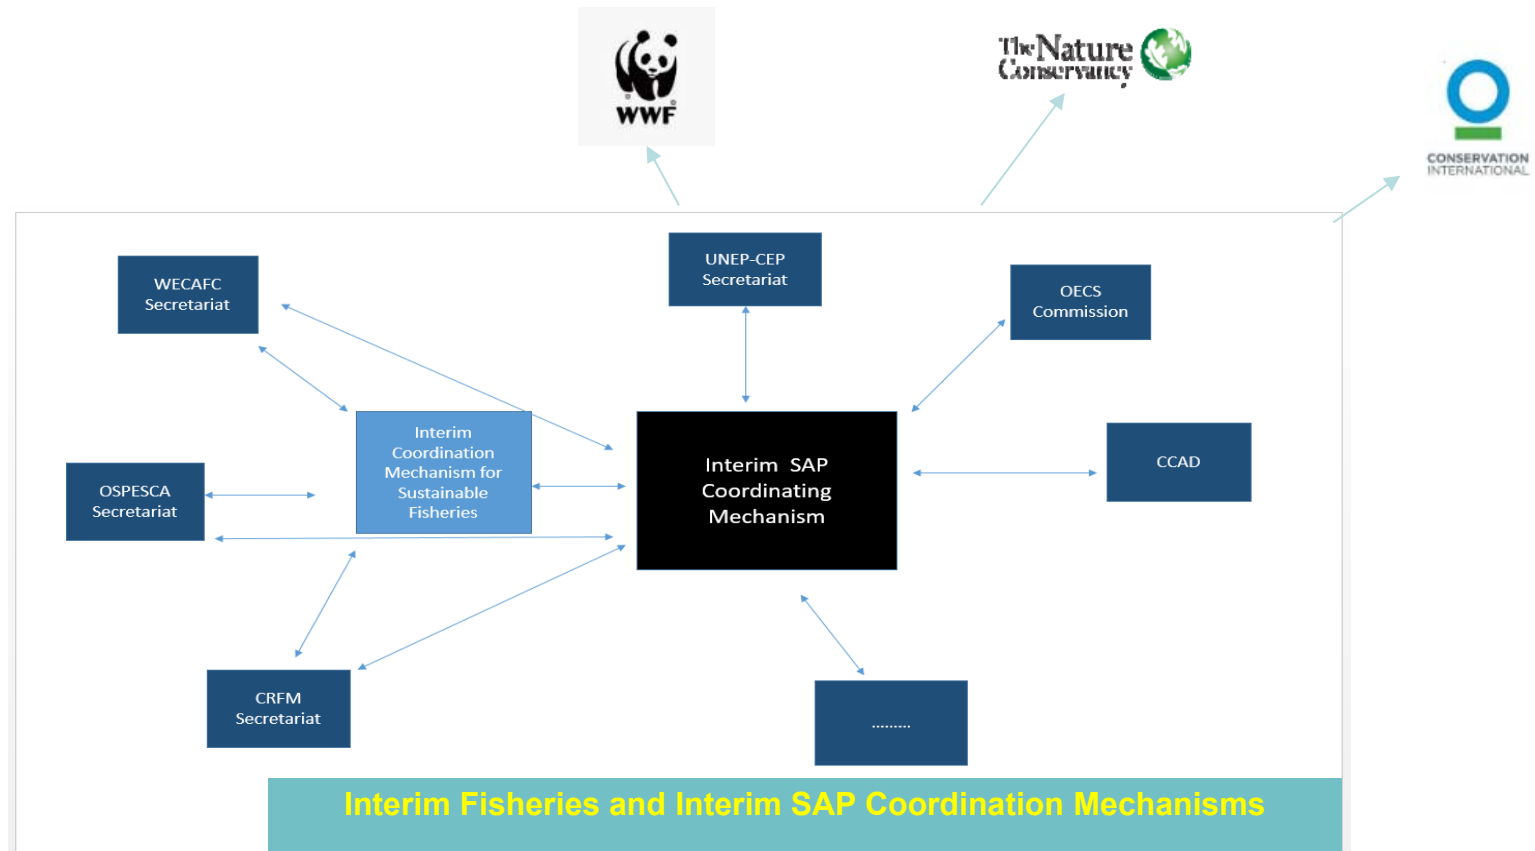 WWF
The Nature
Conservancy
CONSERVATION
INTERNATIONAL
WECAFC
Secretariat
UNEP-CEP
Secretariat
OECS
Commission
Interim
Coordination
Mechanism for
Sustainable
Fisheries
Interim SAP
Coordinating
Mechanism
CCAD
OSPESCA
Secretariat
CRFM
Secretariat
.........
Interim Fisheries and Interim SAP Coordination Mechanisms